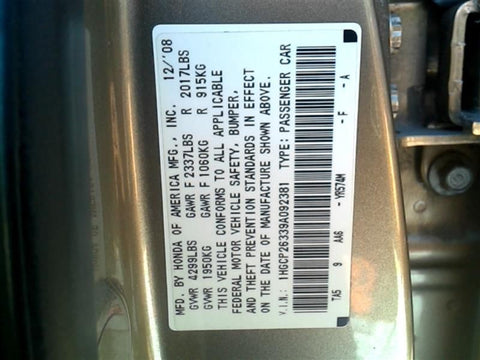 MFD. BY HONDA OF AMERICA MFG., INC. 12/'08
GVWR 4299LBS GAWR F 2337LBS R 2017LBS
GVWR 1950KG GAWR F 1060KG R 915KG
THIS VEHICLE CONFORMS TO ALL APPLICABLE
FEDERAL MOTOR VEHICLE SAFETY, BUMPER,
AND THEFT PREVENTION STANDARDS IN EFFECT
ON THE DATE OF MANUFACTURE SHOWN ABOVE.
V.I.N.: 1HGCP26339A092381 TYPE: PASSENGER CAR
TA5 9 AA6 - YR574M - F - A